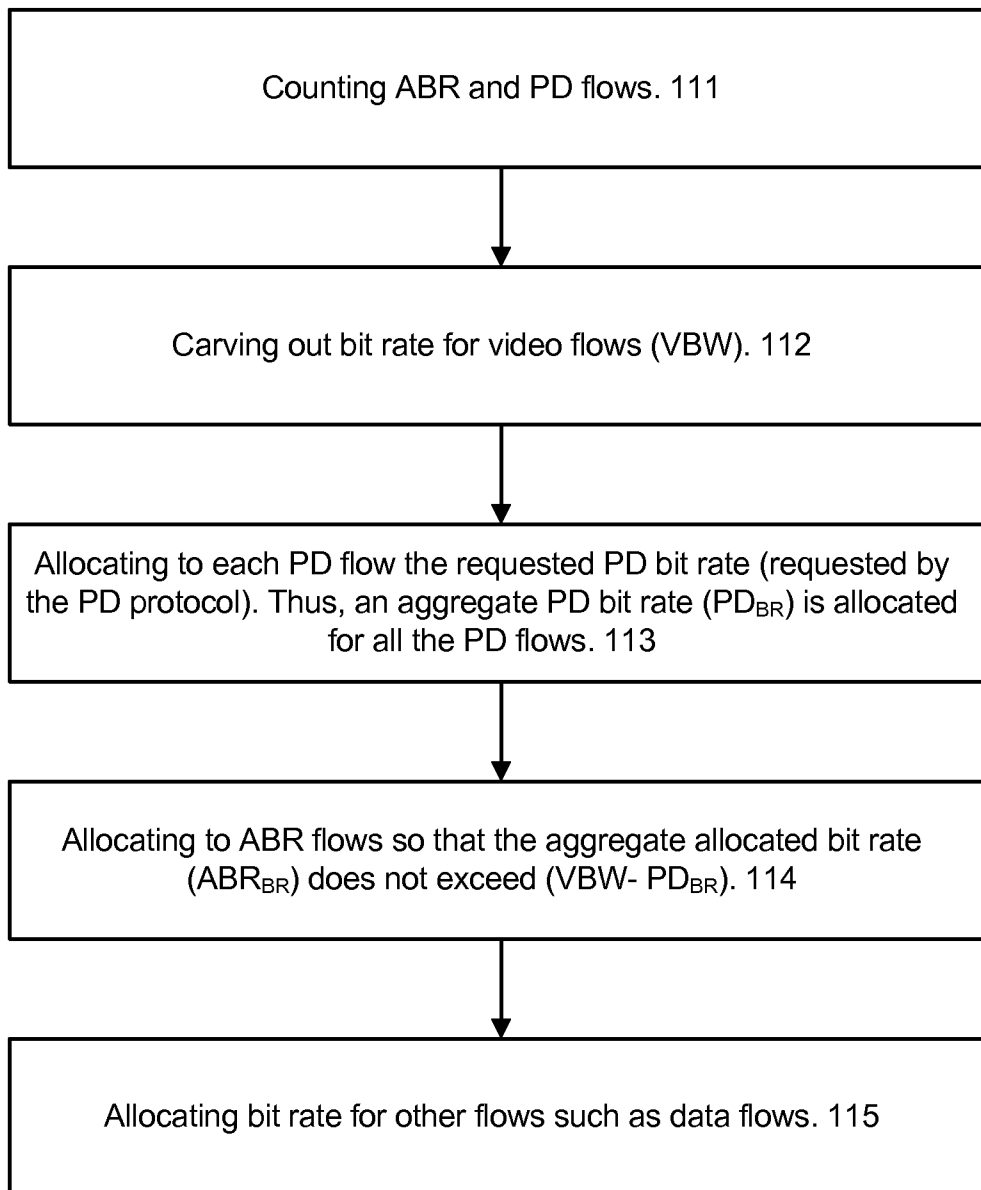 Counting ABR and PD flows. 111
Carving out bit rate for video flows (VBW). 112
Allocating to each PD flow the requested PD bit rate (requested by
the PD protocol). Thus, an aggregate PD bit rate (PDBR) is allocated
for all the PD flows. 113
Allocating to ABR flows so that the aggregate allocated bit rate
(ABRBR) does not exceed (VBW- PDBR). 114
Allocating bit rate for other flows such as data flows. 115